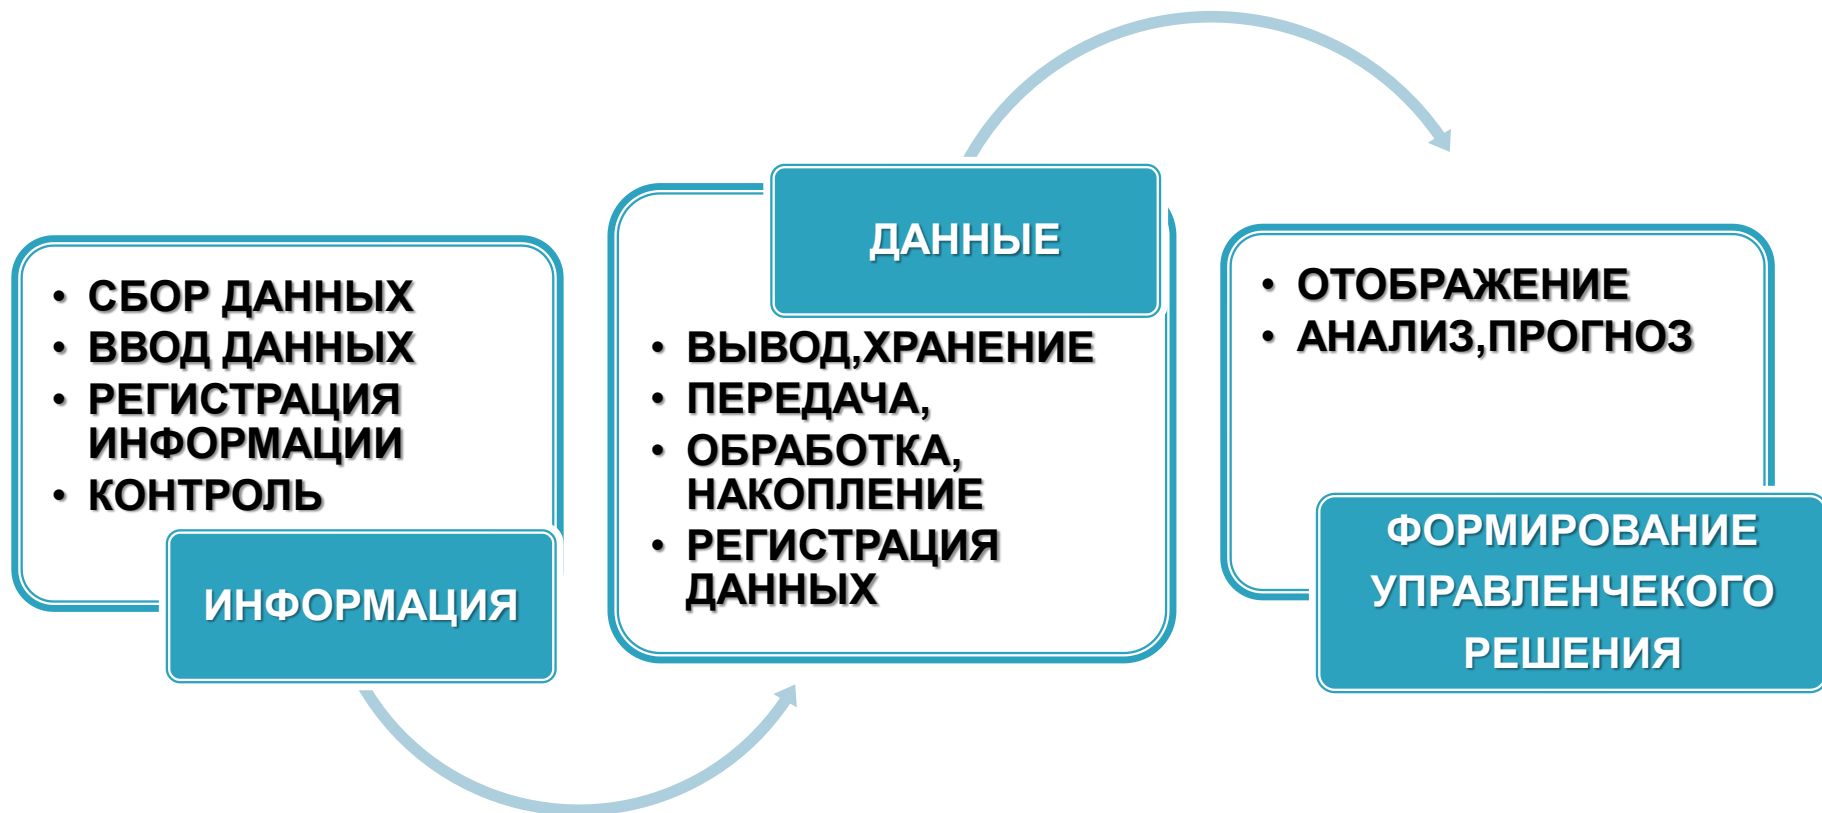 • СБОР ДАННЫХ
• ВВОД ДАННЫХ
• РЕГИСТРАЦИЯ
ИНФОРМАЦИИ
• КОНТРОЛЬ
ИНФОРМАЦИЯ
ДАННЫЕ
• ВЫВОД,ХРАНЕНИЕ
• ПЕРЕДАЧА,
• ОБРАБОТКА,
НАКОПЛЕНИЕ
• РЕГИСТРАЦИЯ
ДАННЫХ
• ОТОБРАЖЕНИЕ
• АНАЛИЗ,ПРОГНОЗ
ФОРМИРОВАНИЕ
УПРАВЛЕНЧЕКОГО
РЕШЕНИЯ